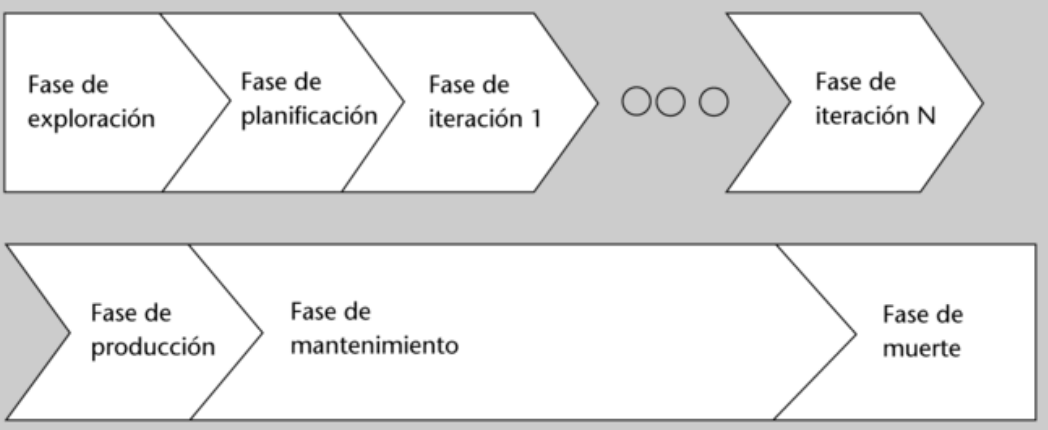 Fase de
exploración
Fase de
planificación
Fase de
iteración 1
Fase de
iteración N
Fase de
producción
Fase de
mantenimiento
Fase de
muerte